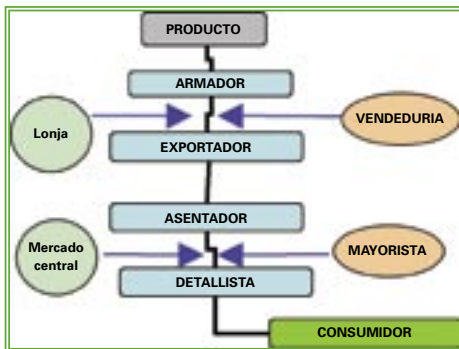 PRODUCTO
ARMADOR
Lonja
VENDEDURIA
EXPORTADOR
ASENTADOR
Mercado
central
MAYORISTA
DETALLISTA
CONSUMIDOR